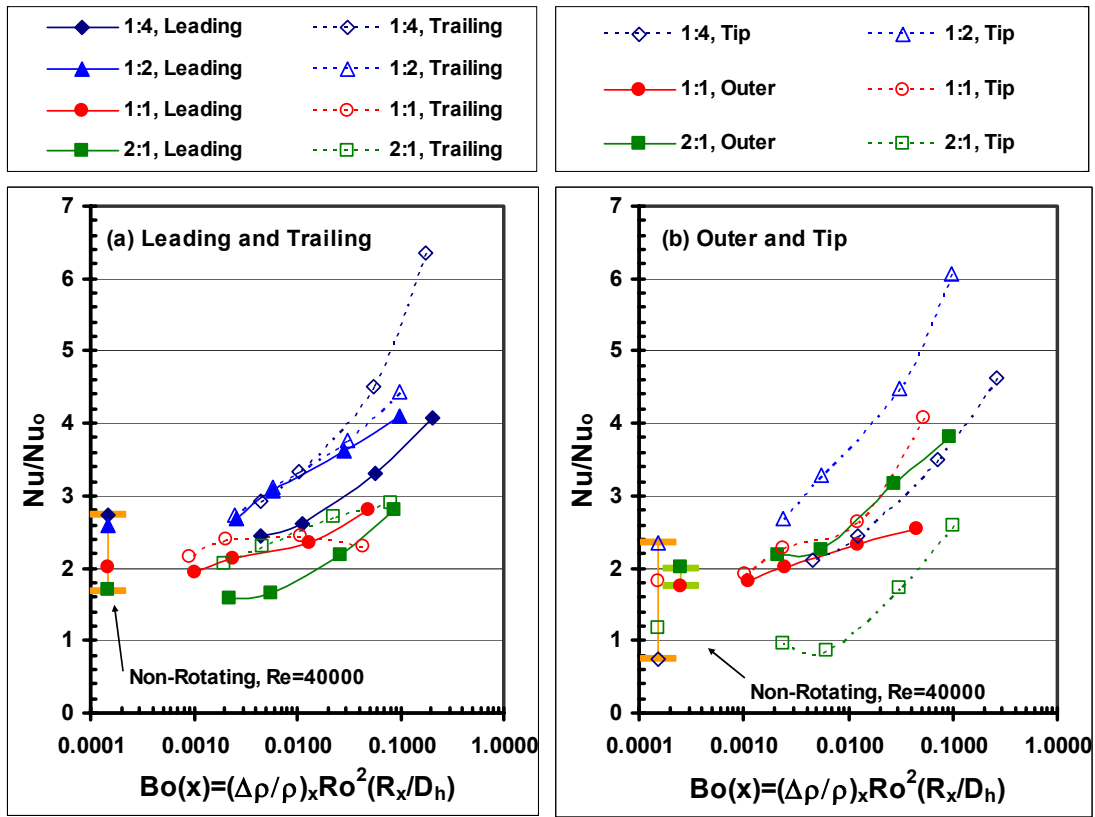 1:4, Leading 1:4, Trailing
1:2, Leading 1:2, Trailing
1:1, Leading 1:1, Trailing
2:1, Leading 2:1, Trailing
1:4, Tip 1:2, Tip
1:1, Outer 1:1, Tip
2:1, Outer 2:1, Tip
(a) Leading and Trailing
Nu/Nuo
7
6
5
4
3
2
1
0
Non-Rotating, Re=40000
0.0001 0.0010 0.0100 0.1000 1.0000
Bo(x)=(Δρ/ρ)xRo²(Rx/Dh)
(b) Outer and Tip
Nu/Nuo
7
6
5
4
3
2
1
0
Non-Rotating, Re=40000
0.0001 0.0010 0.0100 0.1000 1.0000
Bo(x)=(Δρ/ρ)xRo²(Rx/Dh)